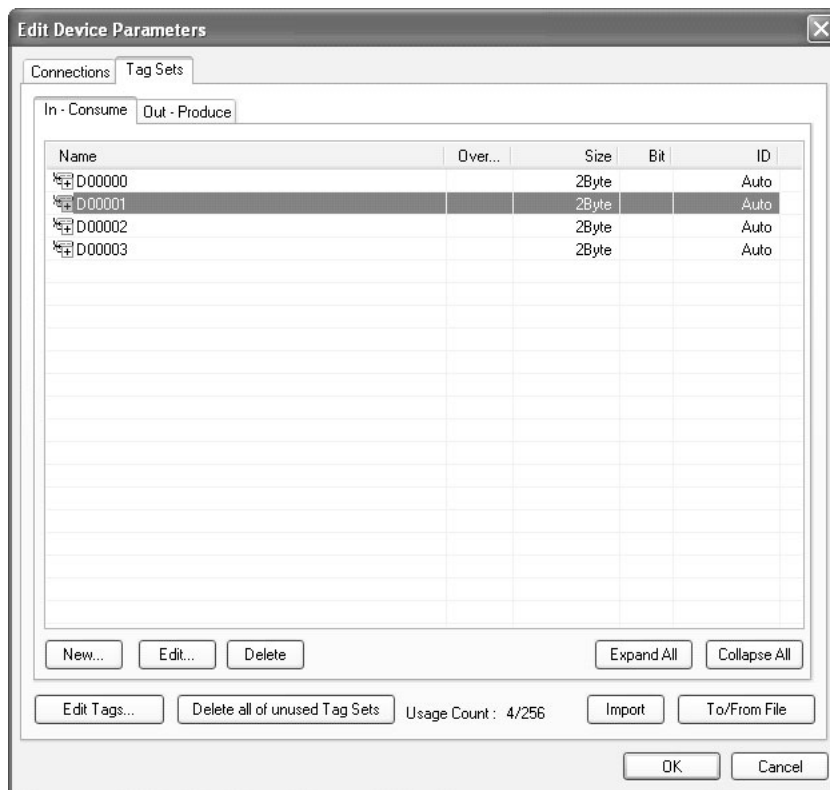 Edit Device Parameters
Connections Tag Sets
In - Consume Out - Produce
Name Over... Size Bit ID
D00000 2Byte Auto
D00001 2Byte Auto
D00002 2Byte Auto
D00003 2Byte Auto
New... Edit... Delete Expand All Collapse All
Edit Tags... Delete all of unused Tag Sets Usage Count : 4/256 Import To/From File
OK Cancel